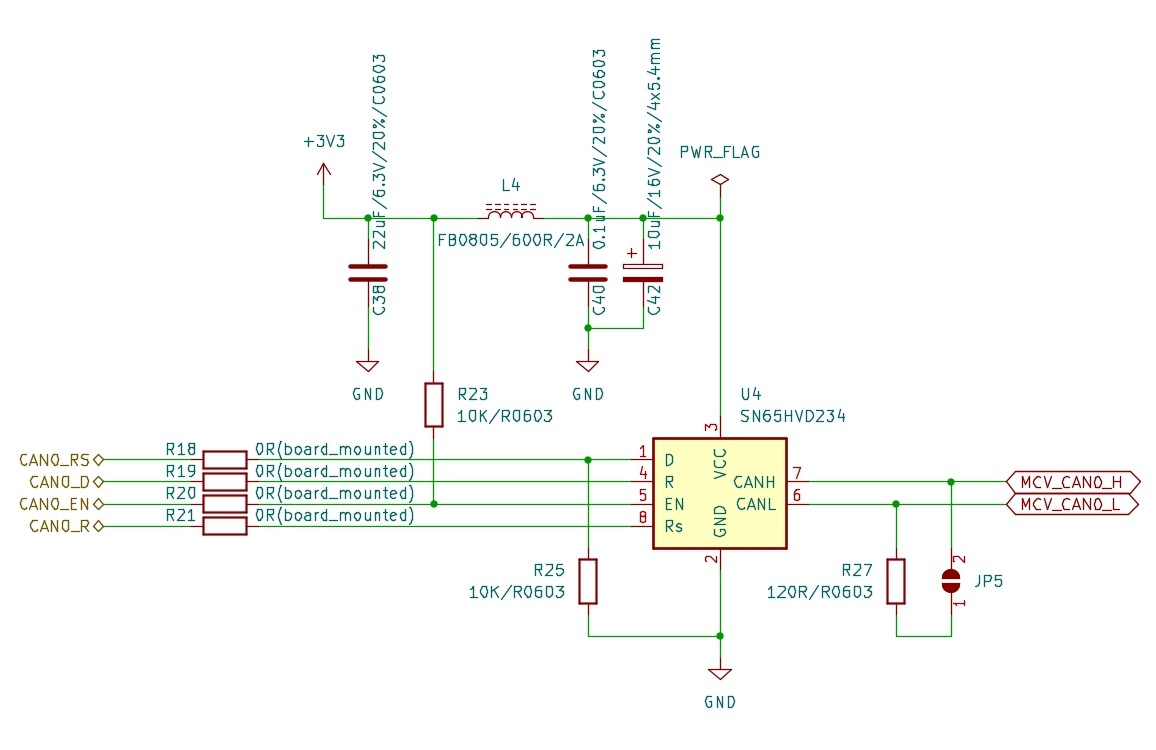 22uF/6.3V/20%/C0603
0.1uF/6.3V/20%/C0603
10uF/16V/20%/4x5.4mm
+3V3
PWR_FLAG
L4
FB0805/600R/2A
+
C38
C40
C42
GND
GND
R23
10K/R0603
U4
SN65HVD234
3
CAN0_RS
R18
0R(board_mounted)
1
D
VCC
CAN0_D
R19
0R(board_mounted)
4
R
CANH
7
MCV_CAN0_H
CAN0_EN
R20
0R(board_mounted)
5
EN
CANL
6
MCV_CAN0_L
CAN0_R
R21
0R(board_mounted)
8
Rs
GND
2
R25
10K/R0603
R27
120R/R0603
2
JP5
1
GND